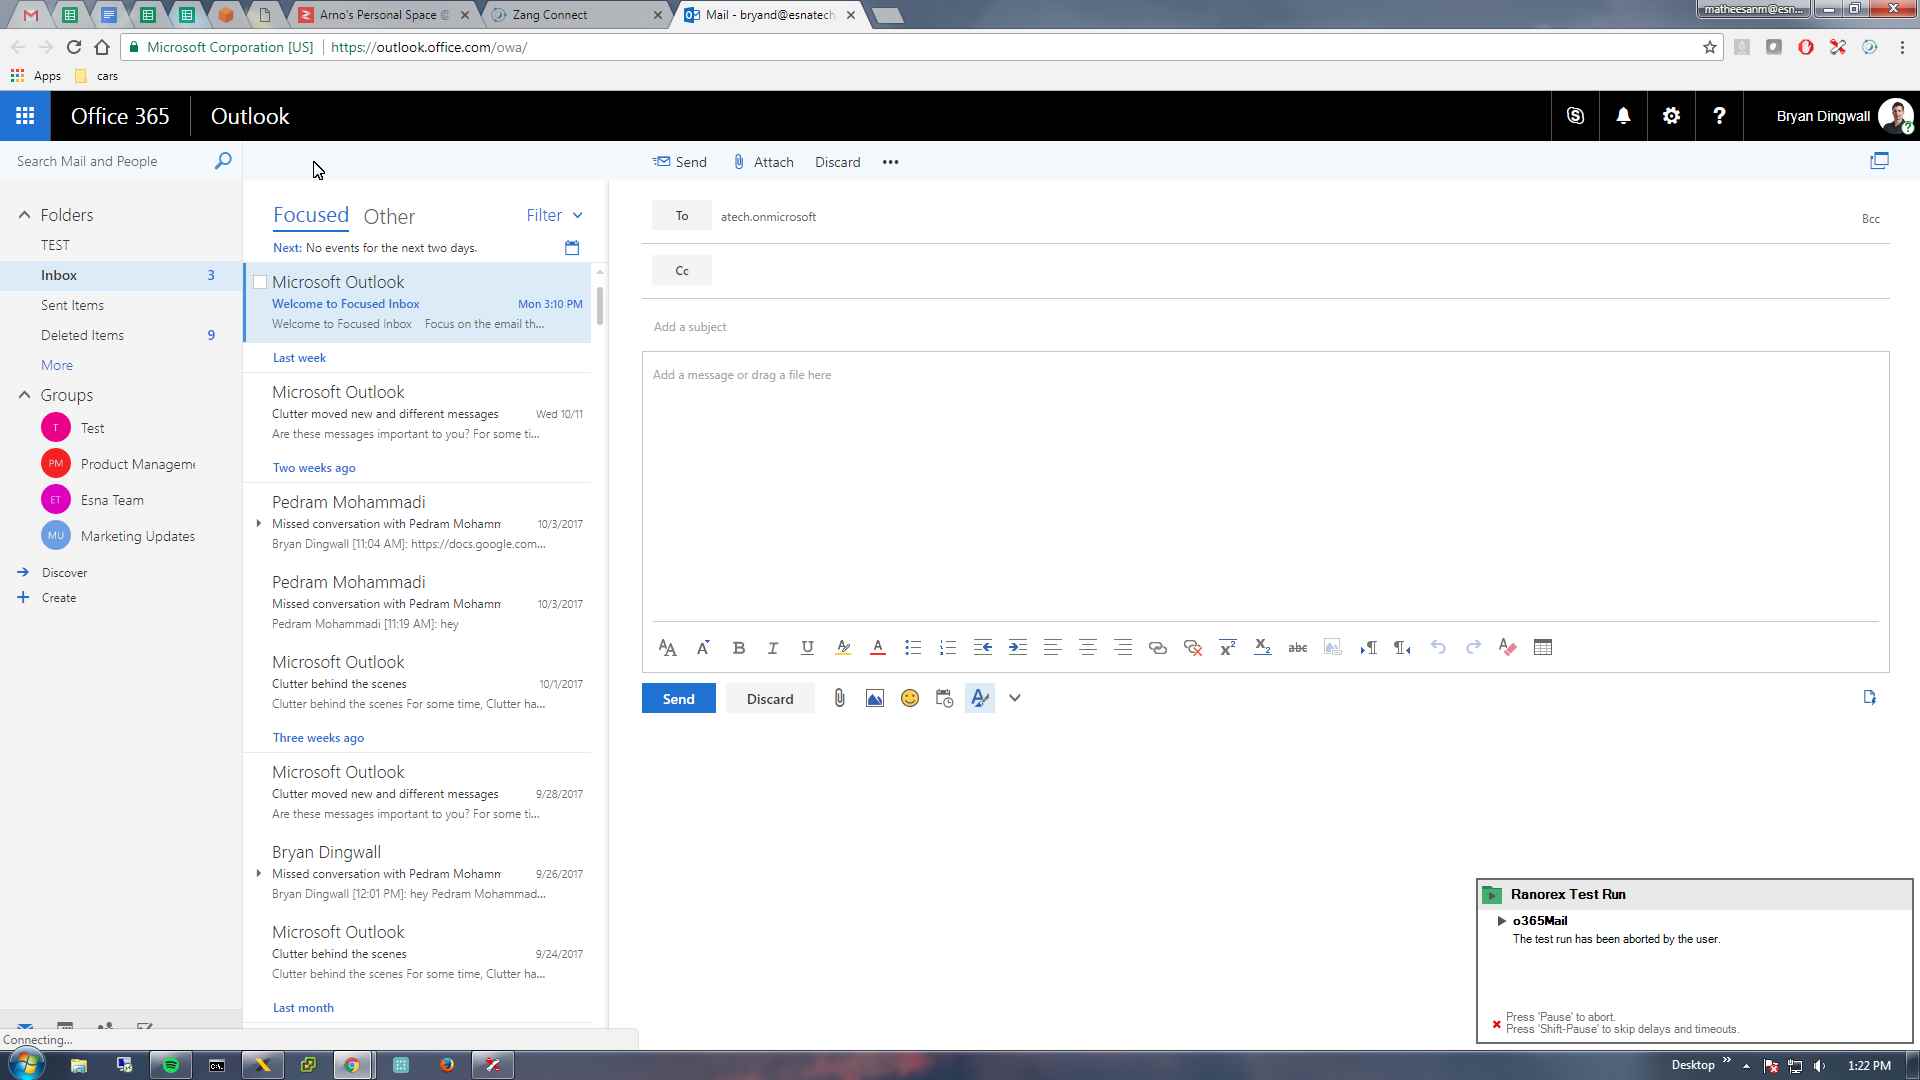 Arno's Personal Space
Zang Connect
Mail - bryand@esnatech
matheesanm@esn...
Microsoft Corporation [US]
https://outlook.office.com/owa/
Apps
cars
Office 365
Outlook
Bryan Dingwall
Search Mail and People
Send
Attach
Discard
•••
Folders
TEST
Inbox 3
Sent Items
Deleted Items 9
More
Groups
T Test
PM Product Manageme
ET Esna Team
MU Marketing Updates
Discover
Create
Focused Other Filter
Next: No events for the next two days.
Microsoft Outlook
Welcome to Focused Inbox Mon 3:10 PM
Welcome to Focused Inbox Focus on the email th...
Last week
Microsoft Outlook
Clutter moved new and different messages Wed 10/11
Are these messages important to you? For some ti...
Two weeks ago
Pedram Mohammadi
Missed conversation with Pedram Moham 10/3/2017
Bryan Dingwall [11:04 AM]: https://docs.google.com...
Pedram Mohammadi
Missed conversation with Pedram Moham 10/3/2017
Pedram Mohammadi [11:19 AM]: hey
Microsoft Outlook
Clutter behind the scenes 10/1/2017
Clutter behind the scenes For some time, Clutter ha...
Three weeks ago
Microsoft Outlook
Clutter moved new and different messages 9/28/2017
Are these messages important to you? For some ti...
Bryan Dingwall
Missed conversation with Pedram Moham 9/26/2017
Bryan Dingwall [12:01 PM]: hey Pedram Mohammad...
Microsoft Outlook
Clutter behind the scenes 9/24/2017
Clutter behind the scenes For some time, Clutter ha...
Last month
To atech.onmicrosoft Bcc
Cc
Add a subject
Add a message or drag a file here
Send Discard
Ranorex Test Run
o365Mail
The test run has been aborted by the user.
Press 'Pause' to abort.
Press 'Shift-Pause' to skip delays and timeouts.
Connecting...
Desktop
1:22 PM